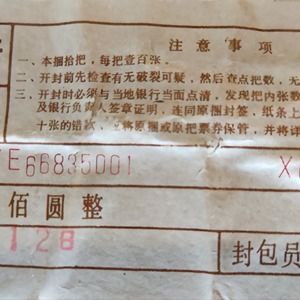 注意事项
一、本捆拾把，每把壹百张。
二、开封前先检查有无破裂可疑，然后查点把数，无
三、开封时必须与当地银行当面点清，发现把内张数
及银行负责人签章证明，连同原捆封签，纸条上
十张的错款，立将原捆或原把票券保管，并将详
E66835001 X
佰圆整
128
封包员